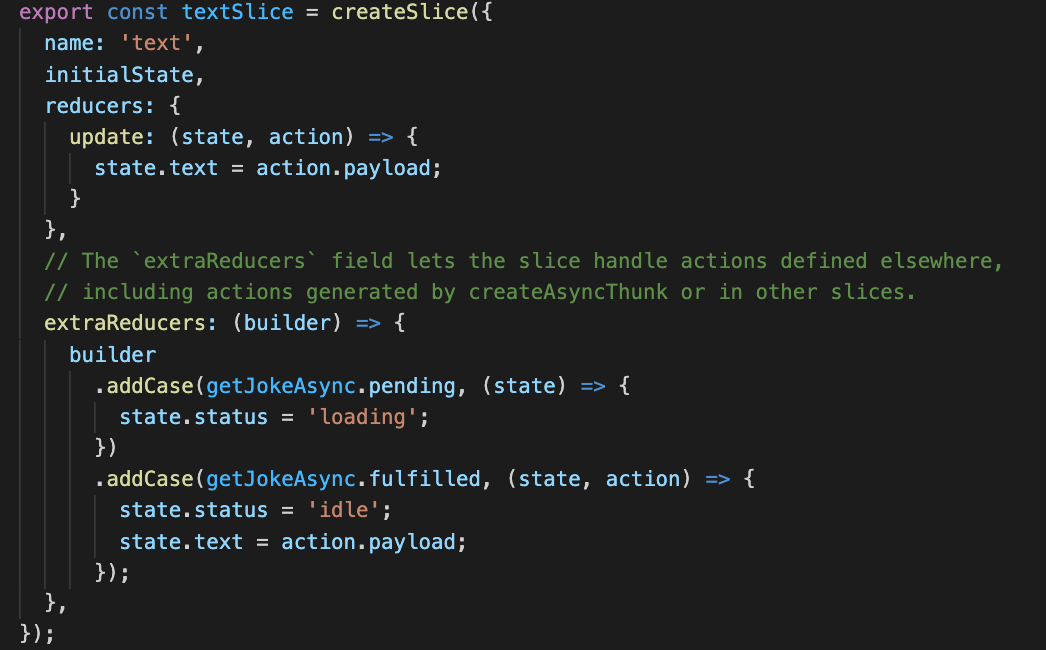 export const textSlice = createSlice({
  name: 'text',
  initialState,
  reducers: {
    update: (state, action) => {
      state.text = action.payload;
    }
  },
  // The `extraReducers` field lets the slice handle actions defined elsewhere,
  // including actions generated by createAsyncThunk or in other slices.
  extraReducers: (builder) => {
    builder
      .addCase(getJokeAsync.pending, (state) => {
        state.status = 'loading';
      })
      .addCase(getJokeAsync.fulfilled, (state, action) => {
        state.status = 'idle';
        state.text = action.payload;
      });
  },
});